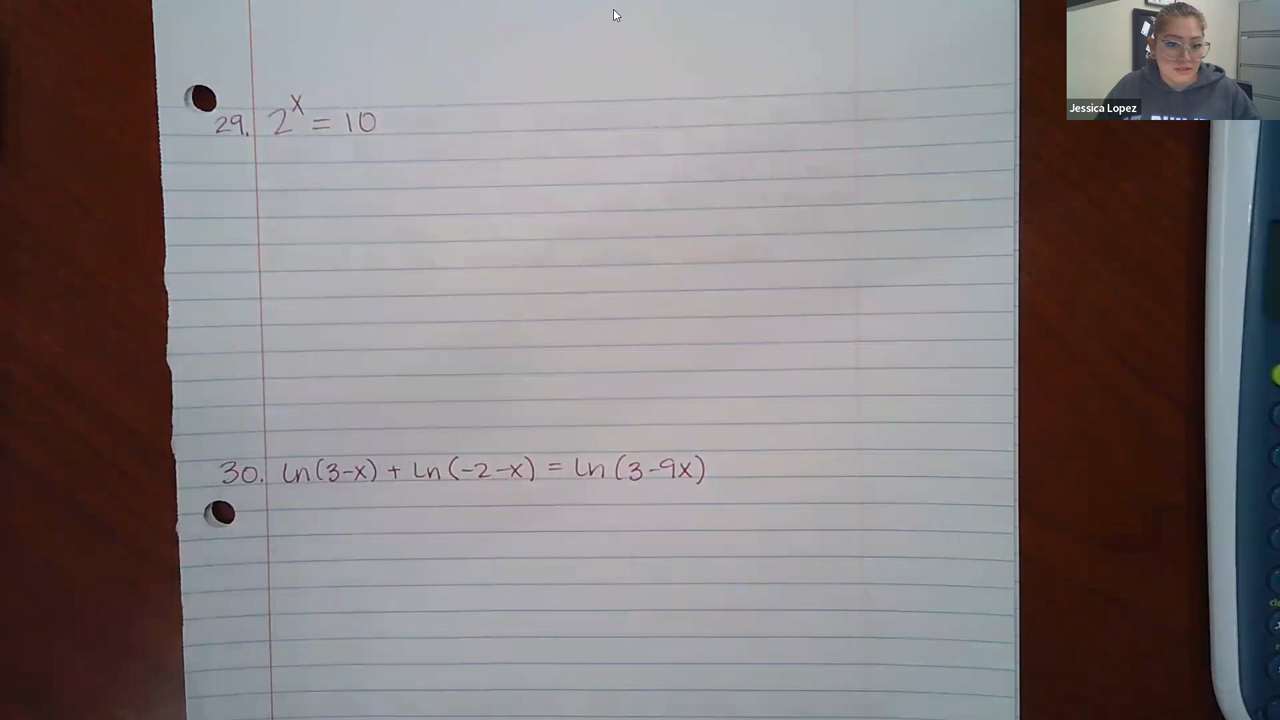 Jessica Lopez
29. 2^x = 10
30. ln(3-x) + ln(-2-x) = ln(3-9x)